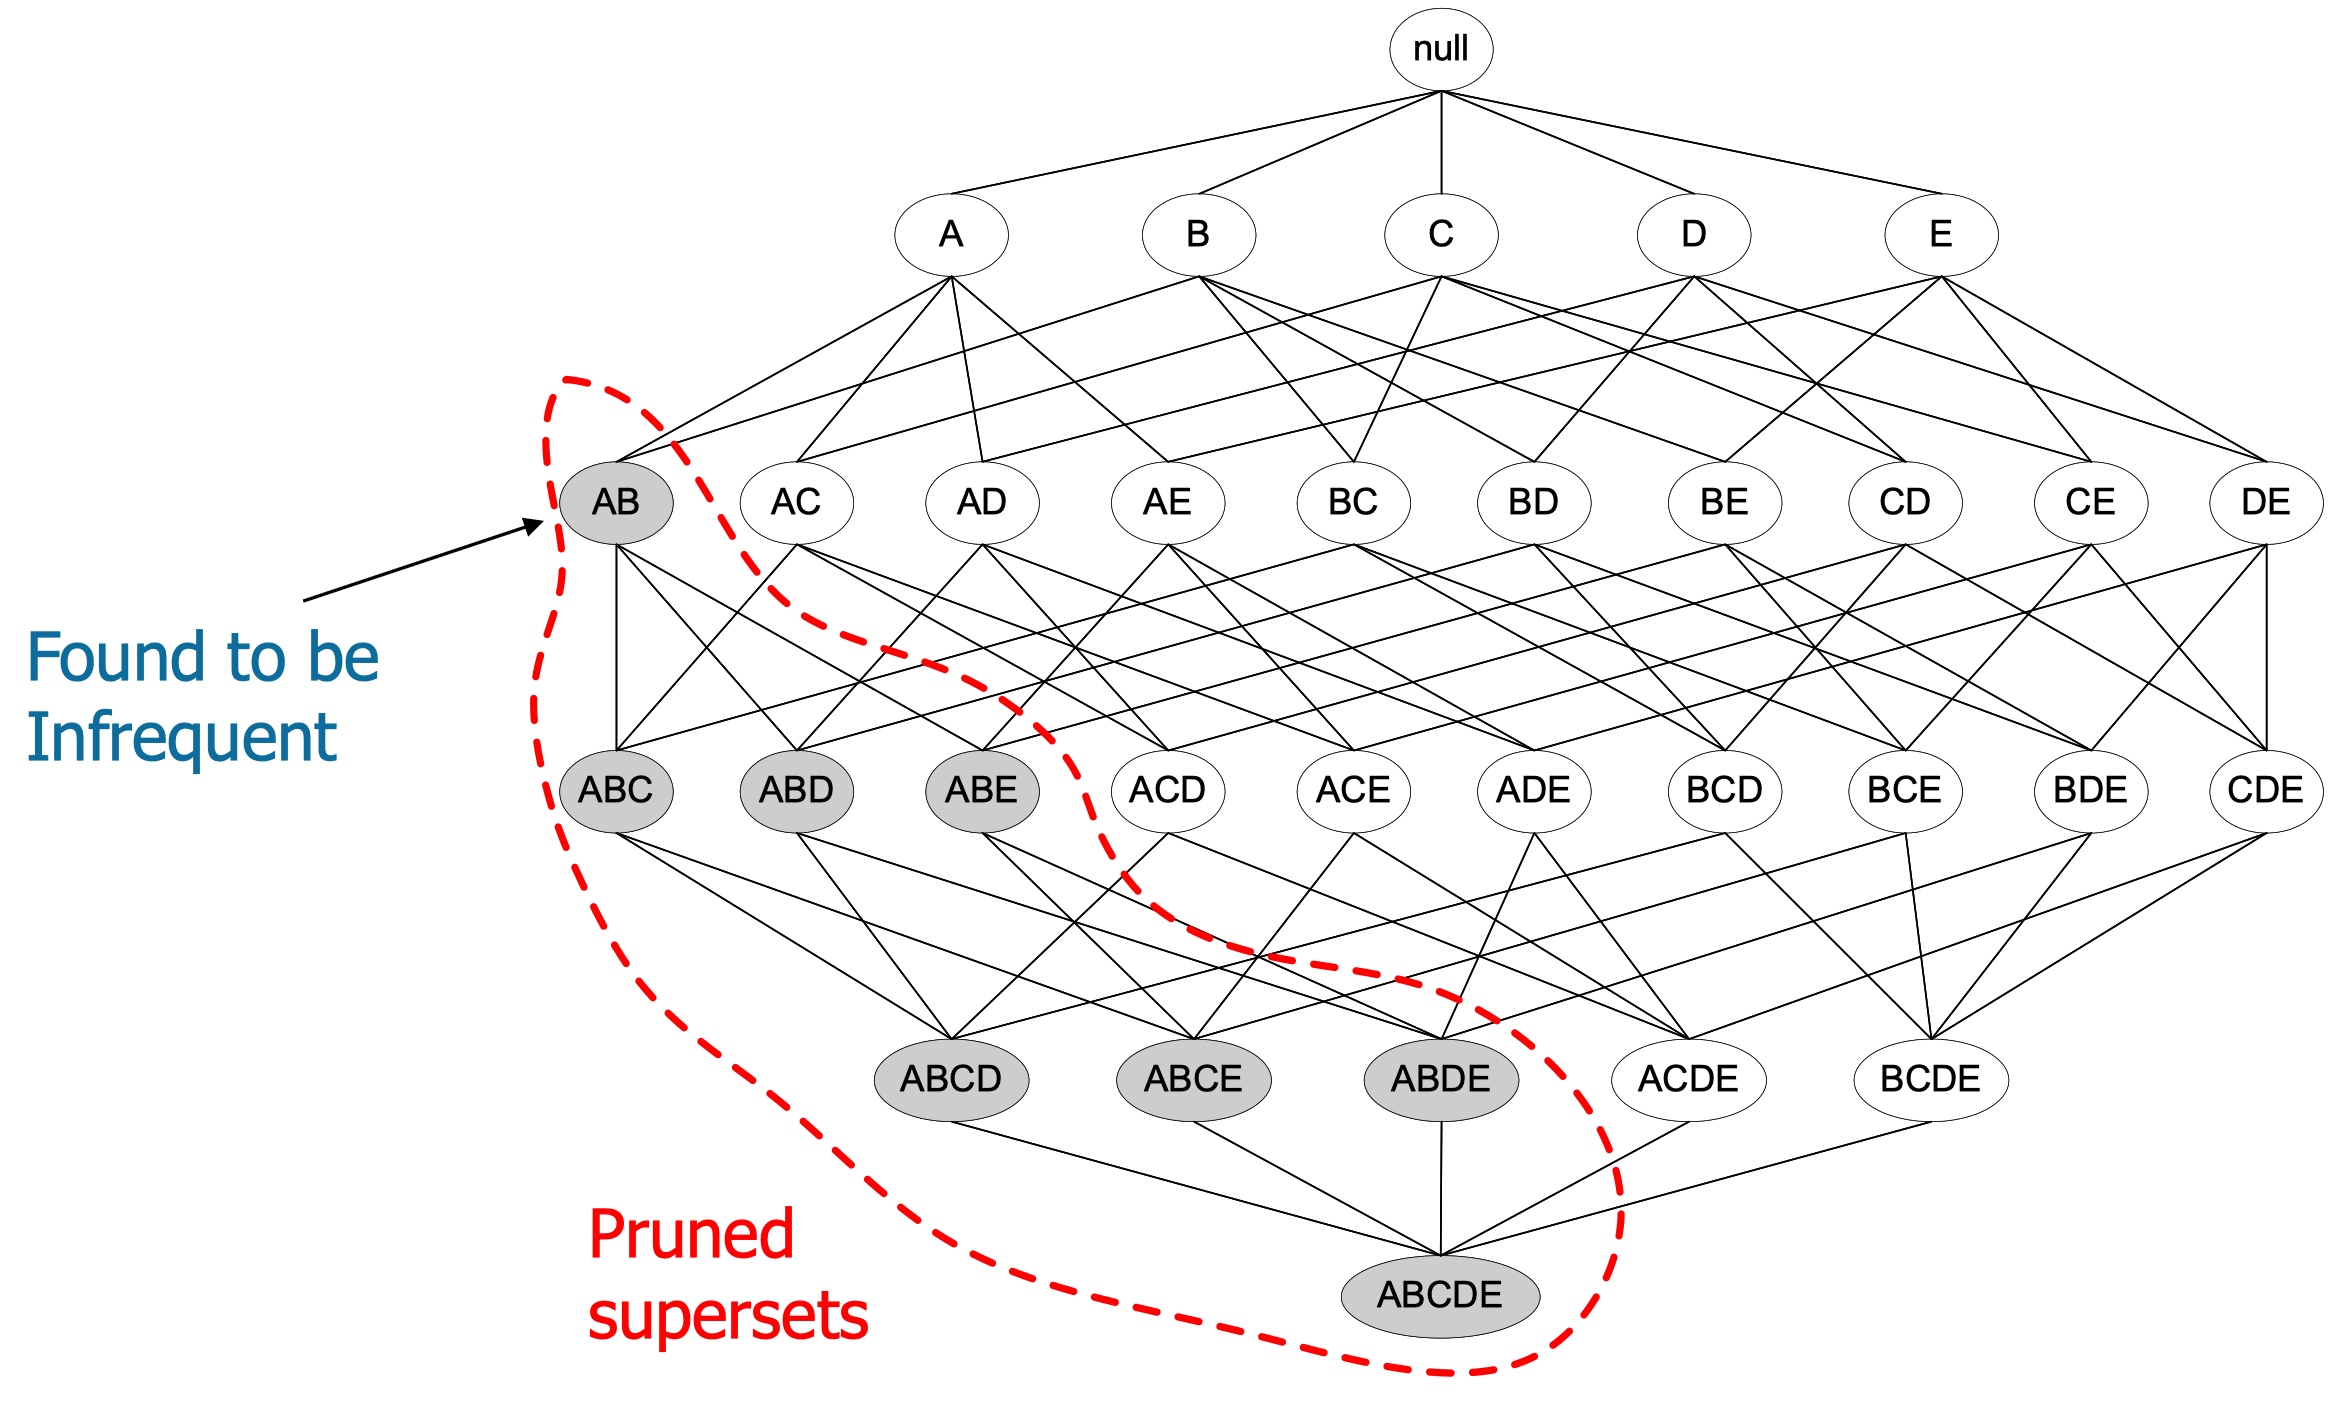 null
A B C D E
AB AC AD AE BC BD BE CD CE DE
Found to be
Infrequent
ABC ABD ABE ACD ACE ADE BCD BCE BDE CDE
ABCD ABCE ABDE ACDE BCDE
Pruned
supersets
ABCDE